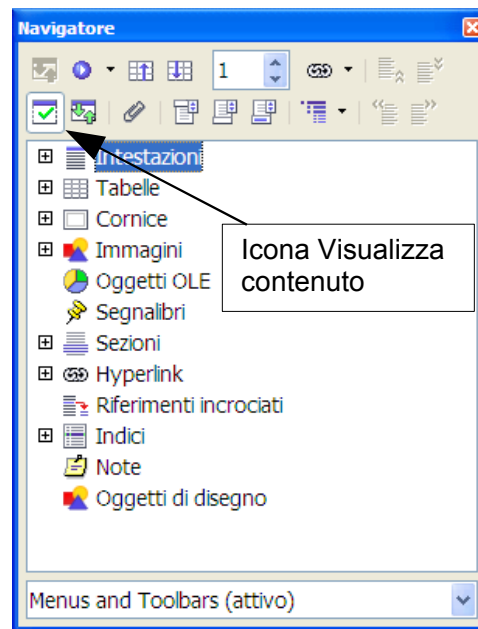 Navigatore
1
Intestazioni
Tabelle
Cornice
Immagini
Icona Visualizza
contenuto
Oggetti OLE
Segnalibri
Sezioni
Hyperlink
Riferimenti incrociati
Indici
Note
Oggetti di disegno
Menus and Toolbars (attivo)